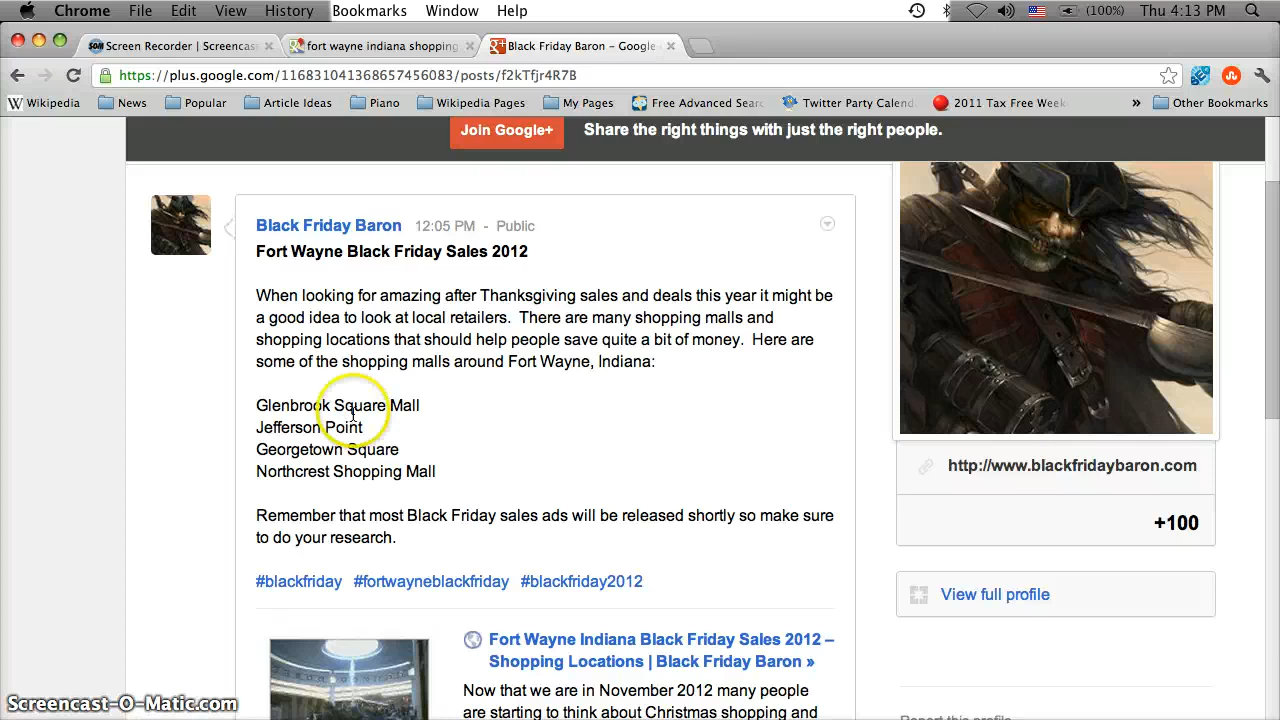 Chrome File Edit View History Bookmarks Window Help (100%) Thu 4:13 PM
Screen Recorder | Screencas fort wayne indiana shopping Black Friday Baron – Google
https://plus.google.com/116831041368657456083/posts/f2kTfjr4R7B
Wikipedia News Popular Article Ideas Piano Wikipedia Pages My Pages Free Advanced Sear Twitter Party Calend 2011 Tax Free Week » Other Bookmarks
Join Google+ Share the right things with just the right people.
Black Friday Baron 12:05 PM - Public
Fort Wayne Black Friday Sales 2012
When looking for amazing after Thanksgiving sales and deals this year it might be
a good idea to look at local retailers. There are many shopping malls and
shopping locations that should help people save quite a bit of money. Here are
some of the shopping malls around Fort Wayne, Indiana:
Glenbrook Square Mall
Jefferson Point
Georgetown Square
Northcrest Shopping Mall
Remember that most Black Friday sales ads will be released shortly so make sure
to do your research.
#blackfriday #fortwayneblackfriday #blackfriday2012
Fort Wayne Indiana Black Friday Sales 2012 –
Shopping Locations | Black Friday Baron »
Now that we are in November 2012 many people
are starting to think about Christmas shopping and
http://www.blackfridaybaron.com
+100
View full profile
Report this profile
Screencast-O-Matic.com